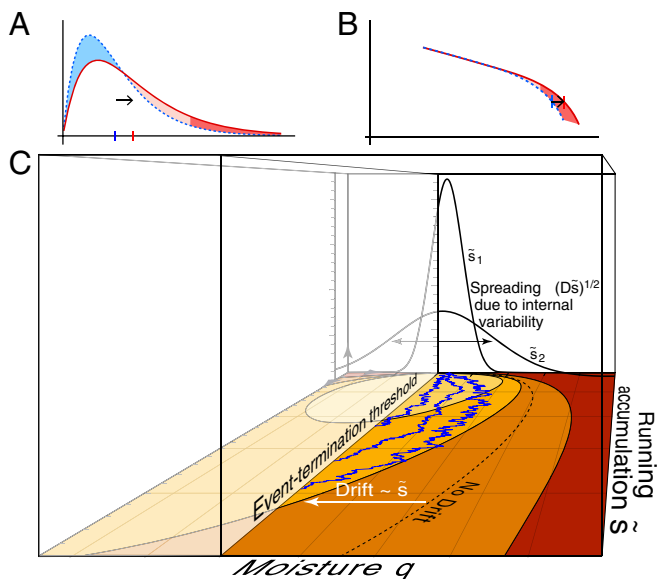 A
B
C
s̃1
Spreading (Ds̃)1/2
due to internal
variability
s̃2
Event-termination threshold
Drift ~ s̃
No Drift
Running
accumulation s̃
Moisture q